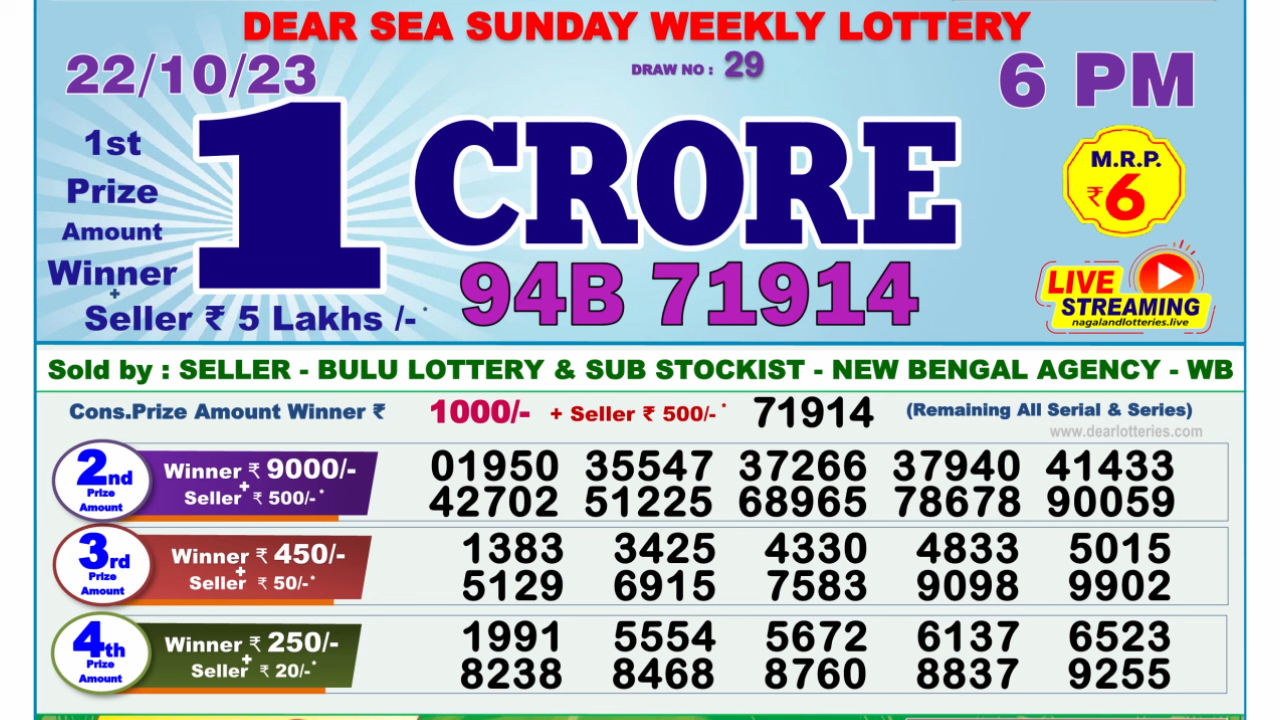 DEAR SEA SUNDAY WEEKLY LOTTERY
22/10/23
DRAW NO : 29
6 PM
1st
Prize
Amount
Winner
+
Seller ₹ 5 Lakhs /-*
1 CRORE
94B 71914
M.R.P.
₹6
LIVE
STREAMING
nagalandlotteries.live
Sold by : SELLER - BULU LOTTERY & SUB STOCKIST - NEW BENGAL AGENCY - WB
Cons.Prize Amount Winner ₹ 1000/- + Seller ₹ 500/-* 71914 (Remaining All Serial & Series)
www.dearlotteries.com
2nd
Prize
Amount
Winner ₹ 9000/-
+
Seller ₹ 500/-*
01950 35547 37266 37940 41433
42702 51225 68965 78678 90059
3rd
Prize
Amount
Winner ₹ 450/-
+
Seller ₹ 50/-*
1383 3425 4330 4833 5015
5129 6915 7583 9098 9902
4th
Prize
Amount
Winner ₹ 250/-
+
Seller ₹ 20/-*
1991 5554 5672 6137 6523
8238 8468 8760 8837 9255